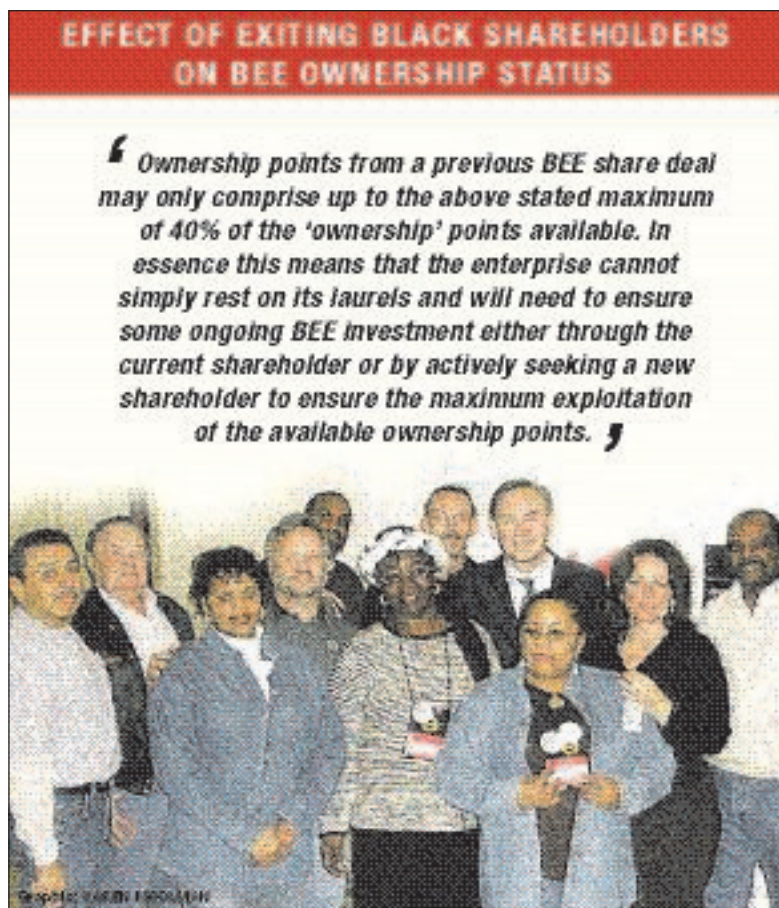 EFFECT OF EXITING BLACK SHAREHOLDERS
ON BEE OWNERSHIP STATUS
‘ Ownership points from a previous BEE share deal
may only comprise up to the above stated maximum
of 40% of the ‘ownership’ points available. In
essence this means that the enterprise cannot
simply rest on its laurels and will need to ensure
some ongoing BEE investment either through the
current shareholder or by actively seeking a new
shareholder to ensure the maximum exploitation
of the available ownership points. ’
Graphic: KAREN